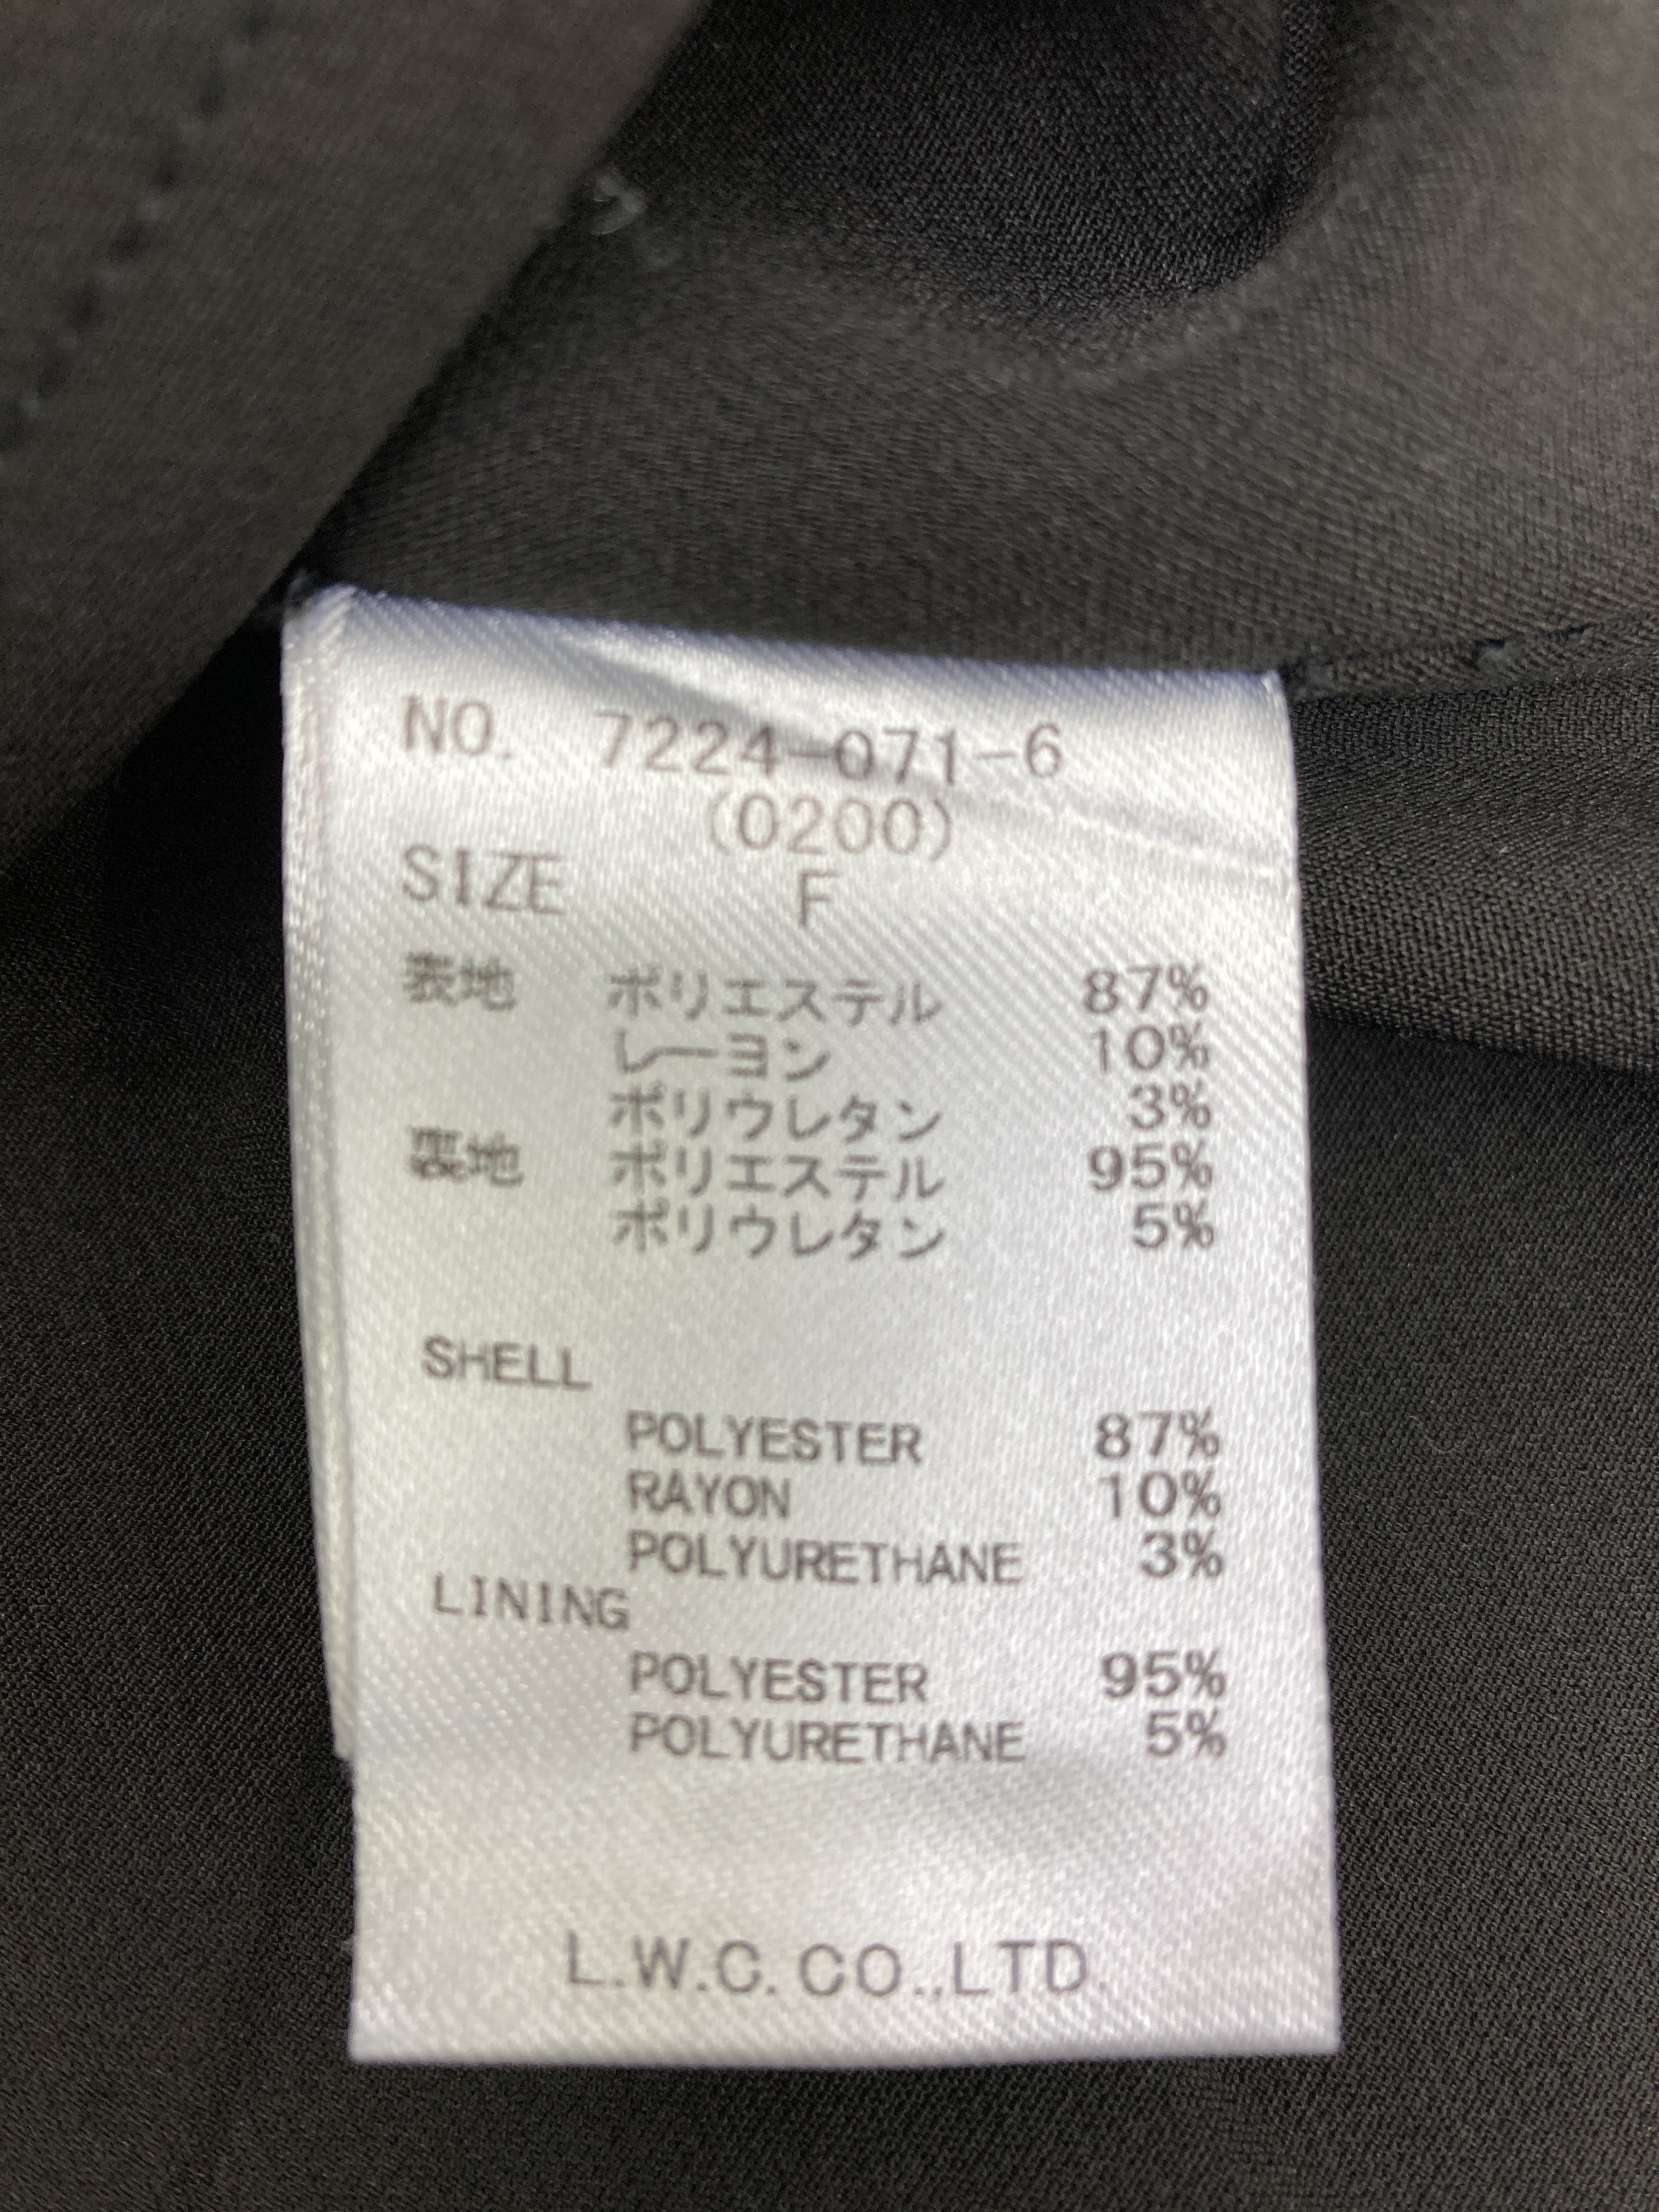 NO. 7224-071-6
(0200)
SIZE F
表地 ポリエステル 87%
レーヨン 10%
ポリウレタン 3%
裏地 ポリエステル 95%
ポリウレタン 5%
SHELL
POLYESTER 87%
RAYON 10%
POLYURETHANE 3%
LINING
POLYESTER 95%
POLYURETHANE 5%
L.W.C. CO.,LTD.